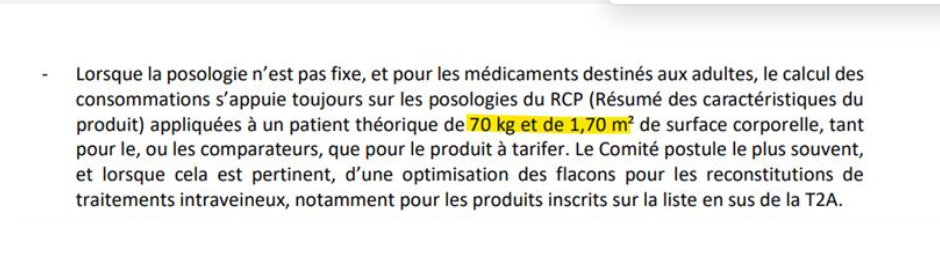 - Lorsque la posologie n’est pas fixe, et pour les médicaments destinés aux adultes, le calcul des
consommations s’appuie toujours sur les posologies du RCP (Résumé des caractéristiques du
produit) appliquées à un patient théorique de 70 kg et de 1,70 m² de surface corporelle, tant
pour le, ou les comparateurs, que pour le produit à tarifer. Le Comité postule le plus souvent,
et lorsque cela est pertinent, d’une optimisation des flacons pour les reconstitutions de
traitements intraveineux, notamment pour les produits inscrits sur la liste en sus de la T2A.